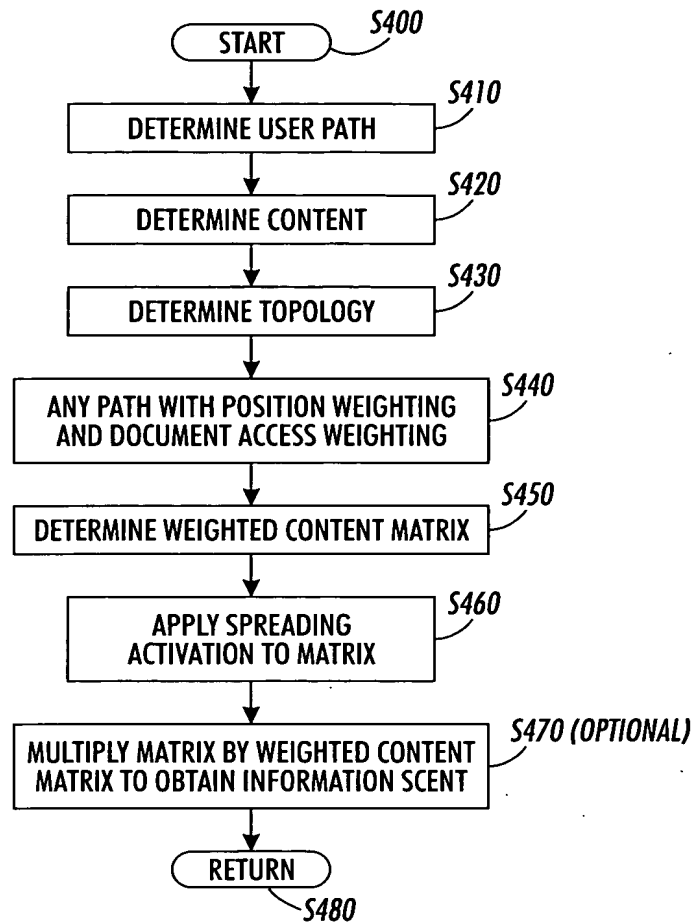 START
S400
DETERMINE USER PATH
S410
DETERMINE CONTENT
S420
DETERMINE TOPOLOGY
S430
ANY PATH WITH POSITION WEIGHTING
AND DOCUMENT ACCESS WEIGHTING
S440
DETERMINE WEIGHTED CONTENT MATRIX
S450
APPLY SPREADING
ACTIVATION TO MATRIX
S460
MULTIPLY MATRIX BY WEIGHTED CONTENT
MATRIX TO OBTAIN INFORMATION SCENT
S470 (OPTIONAL)
RETURN
S480